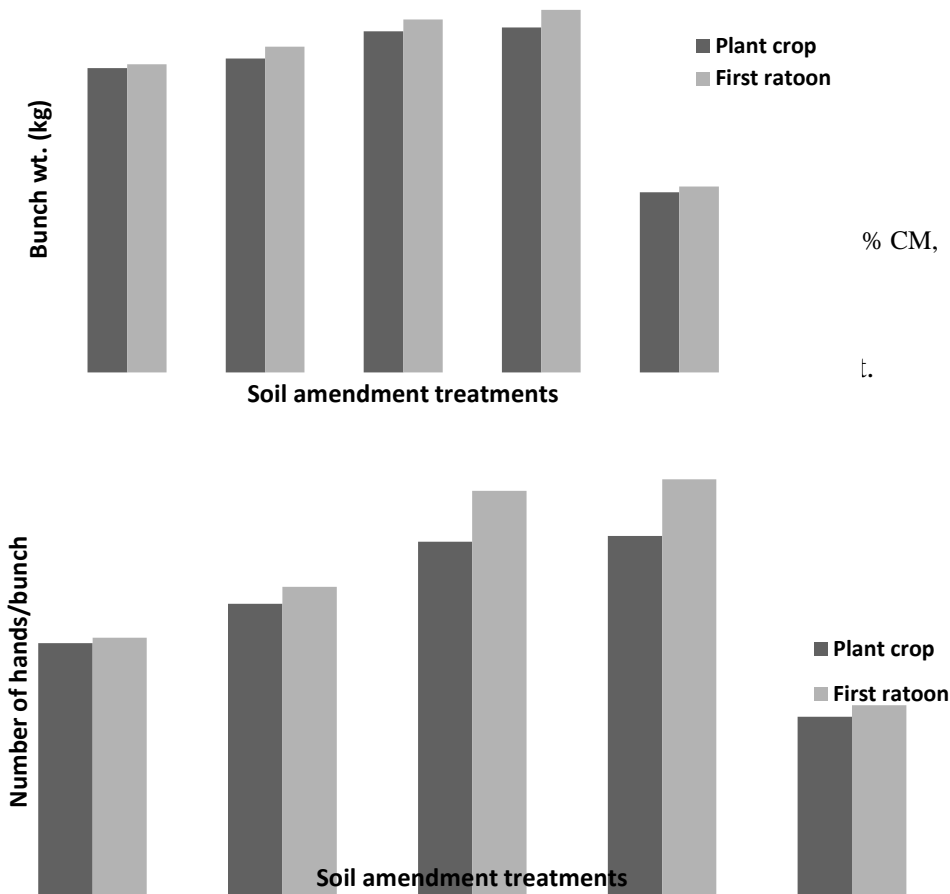 Plant crop
First ratoon
Bunch wt. (kg)
% CM,
t.
Soil amendment treatments
Number of hands/bunch
Plant crop
First ratoon
Soil amendment treatments